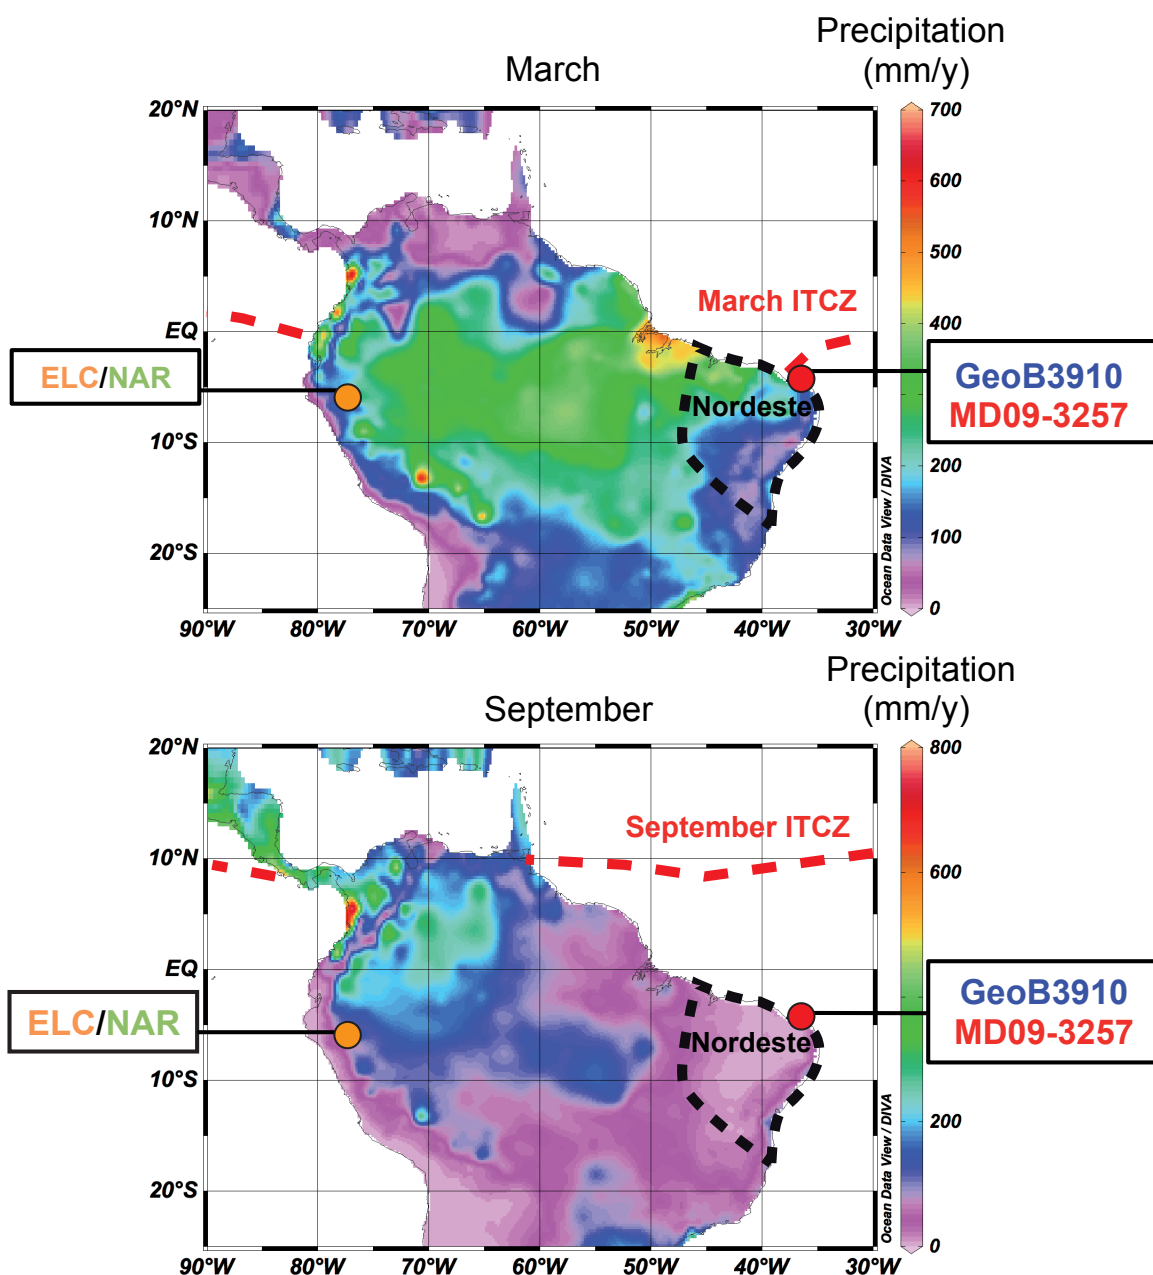 March
Precipitation
(mm/y)
20°N
10°N
EQ
10°S
20°S
90°W 80°W 70°W 60°W 50°W 40°W 30°W
March ITCZ
Nordeste
ELC/NAR
GeoB3910
MD09-3257
Ocean Data View / DIVA
700
600
500
400
200
100
0
September
Precipitation
(mm/y)
20°N
10°N
EQ
10°S
20°S
90°W 80°W 70°W 60°W 50°W 40°W 30°W
September ITCZ
Nordeste
ELC/NAR
GeoB3910
MD09-3257
Ocean Data View / DIVA
800
600
200
0